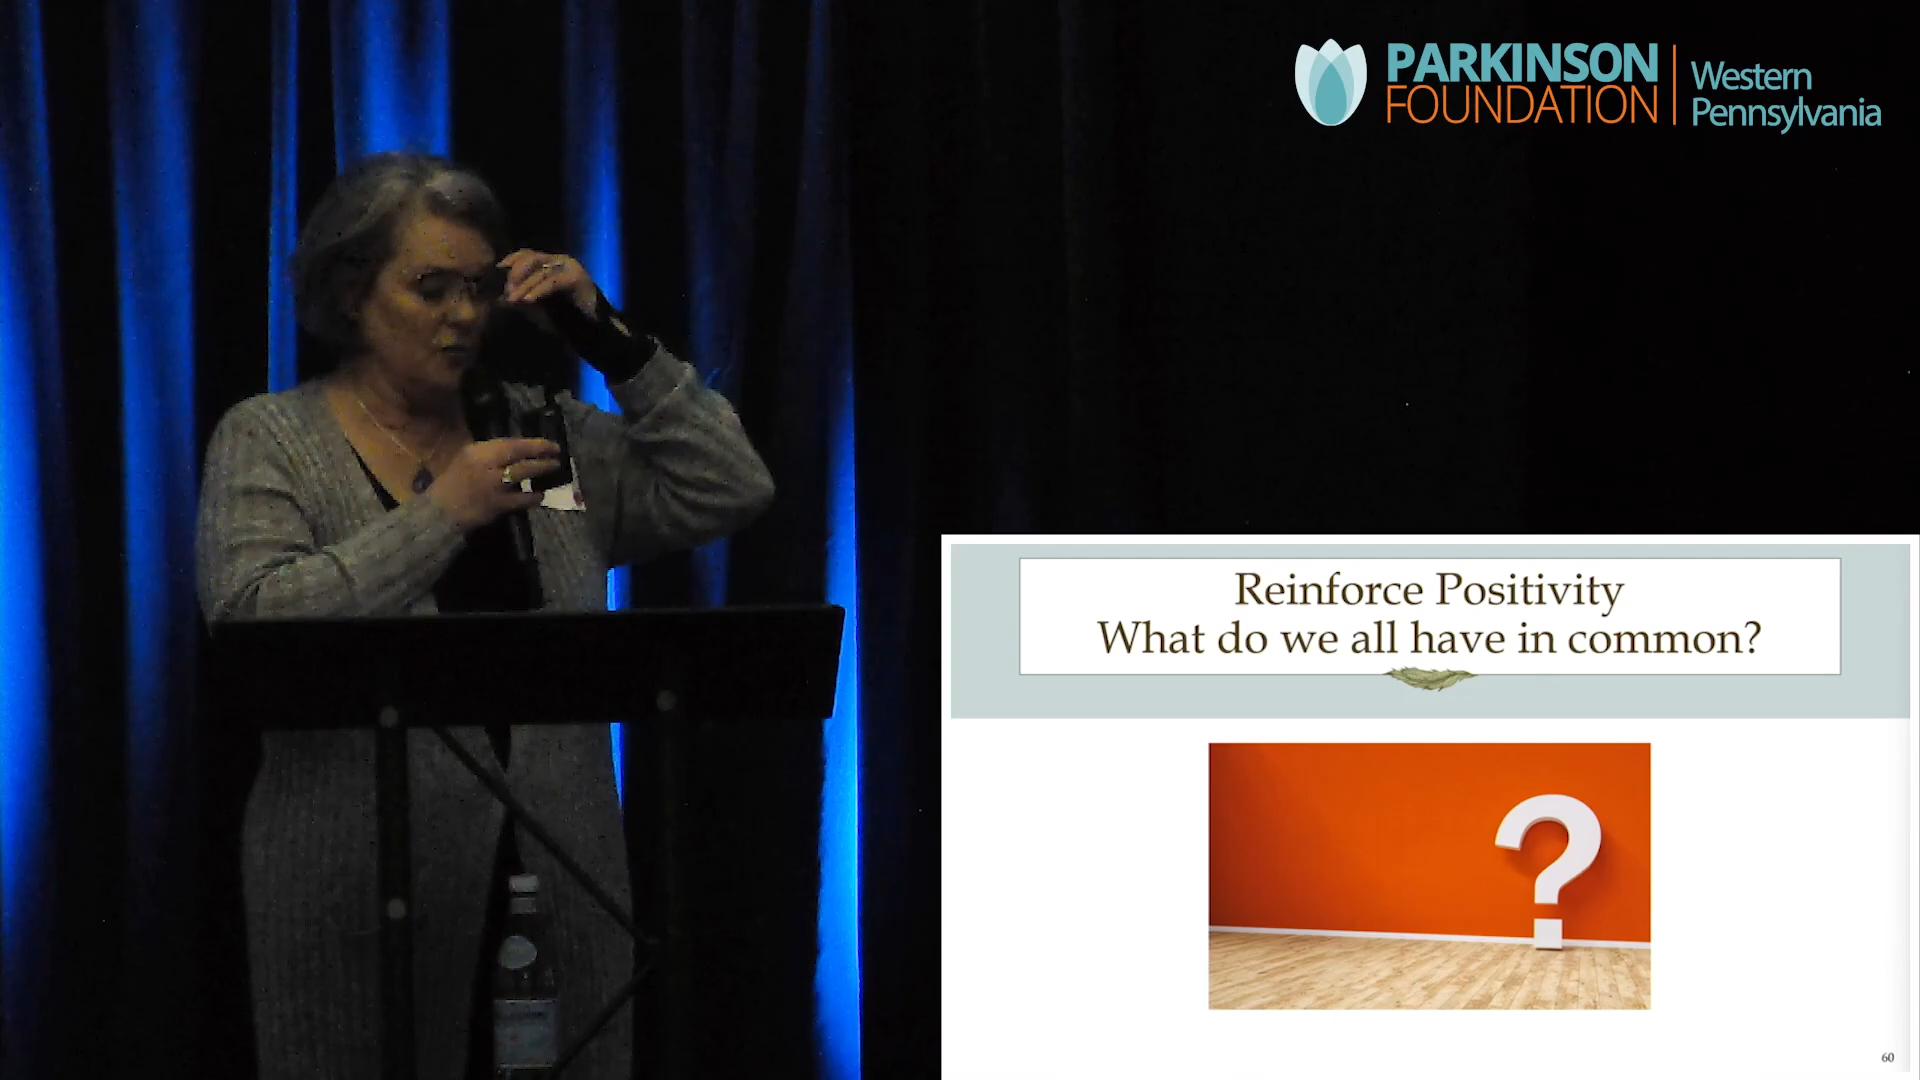 PARKINSON
FOUNDATION
Western
Pennsylvania
Reinforce Positivity
What do we all have in common?
?
60